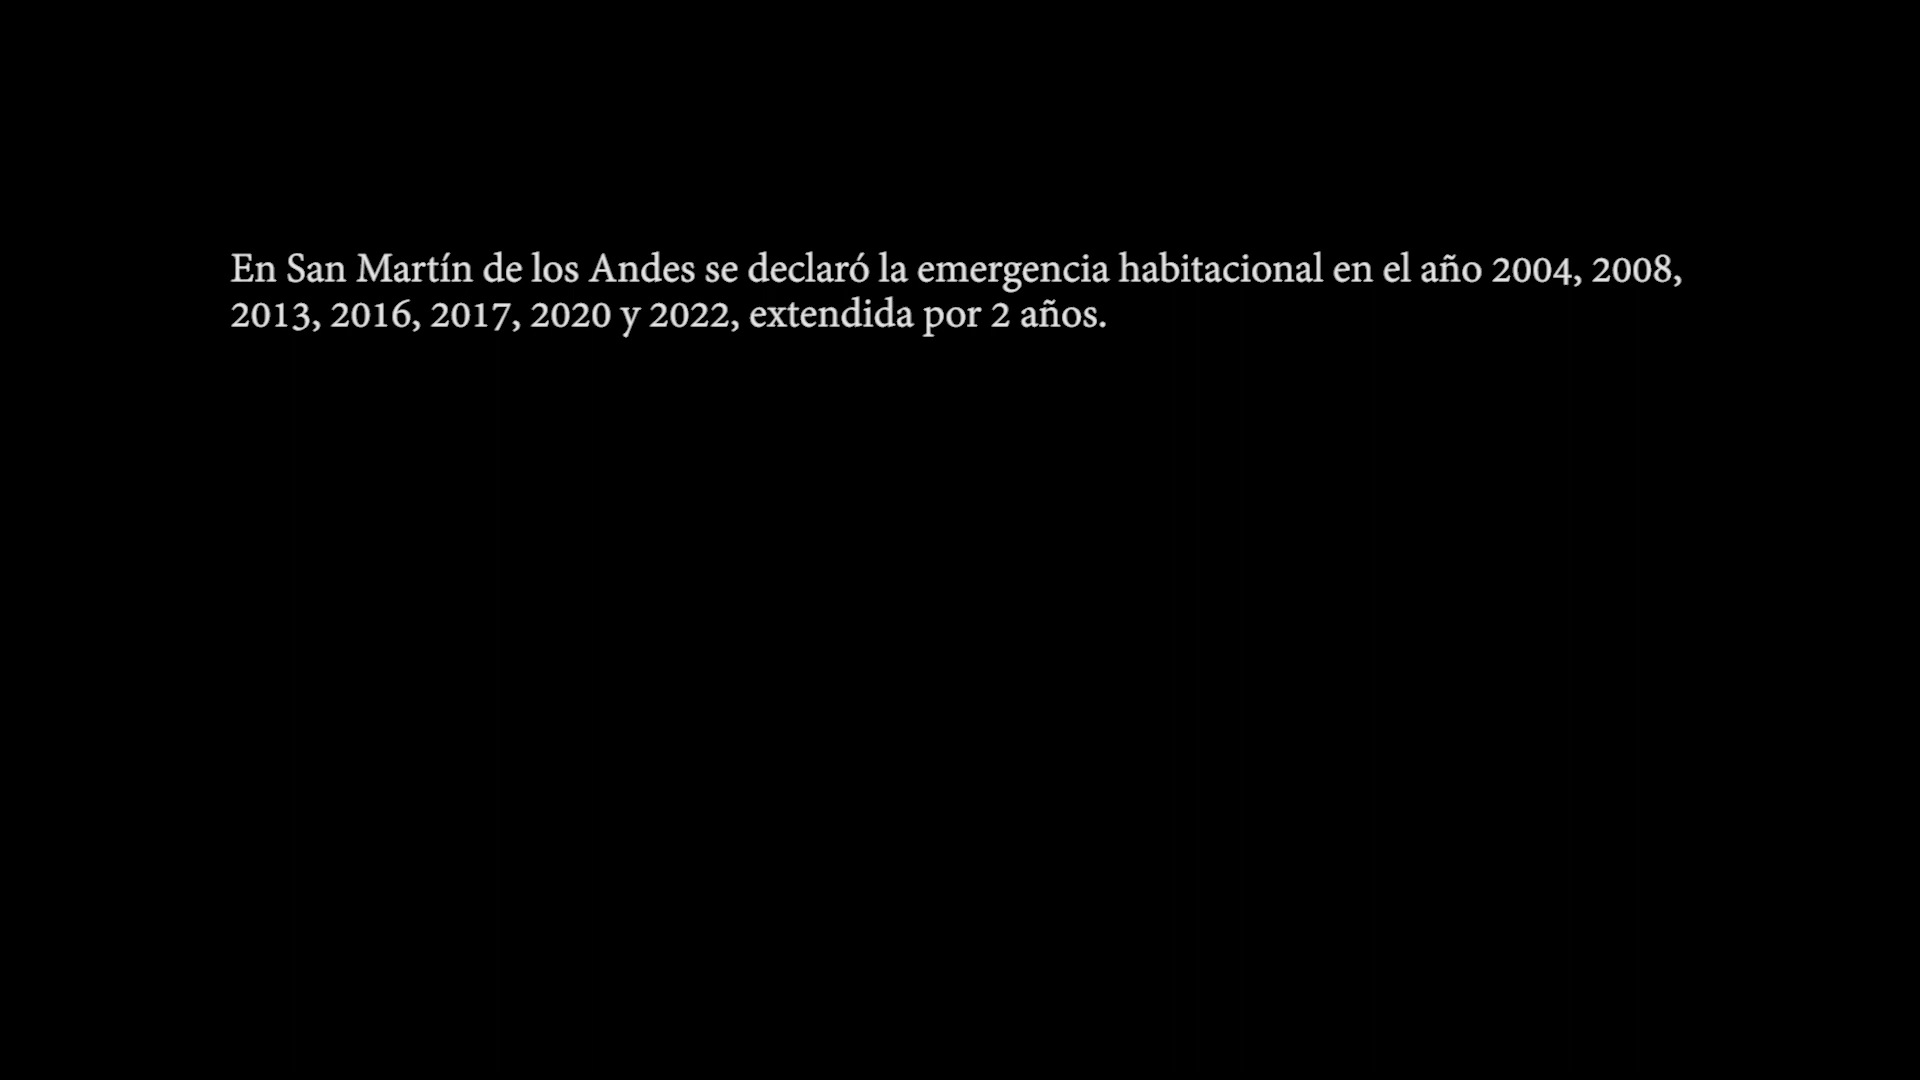 En San Martín de los Andes se declaró la emergencia habitacional en el año 2004, 2008,
2013, 2016, 2017, 2020 y 2022, extendida por 2 años.